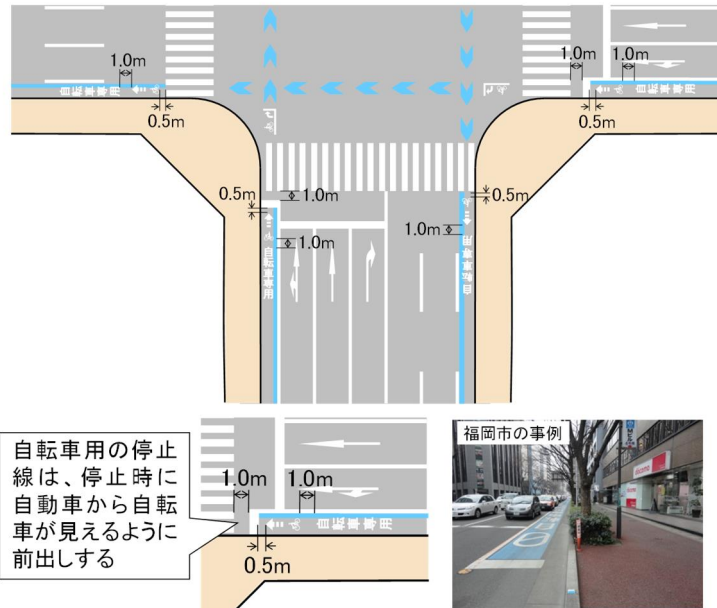 1.0m
1.0m
1.0m
自転車専用
自転車専用
0.5m
0.5m
0.5m
1.0m
0.5m
1.0m
1.0m
自転車専用
自転車専用
自転車用の停止
線は、停止時に
自動車から自転
車が見えるように
前出しする
1.0m
1.0m
自転車専用
0.5m
福岡市の事例